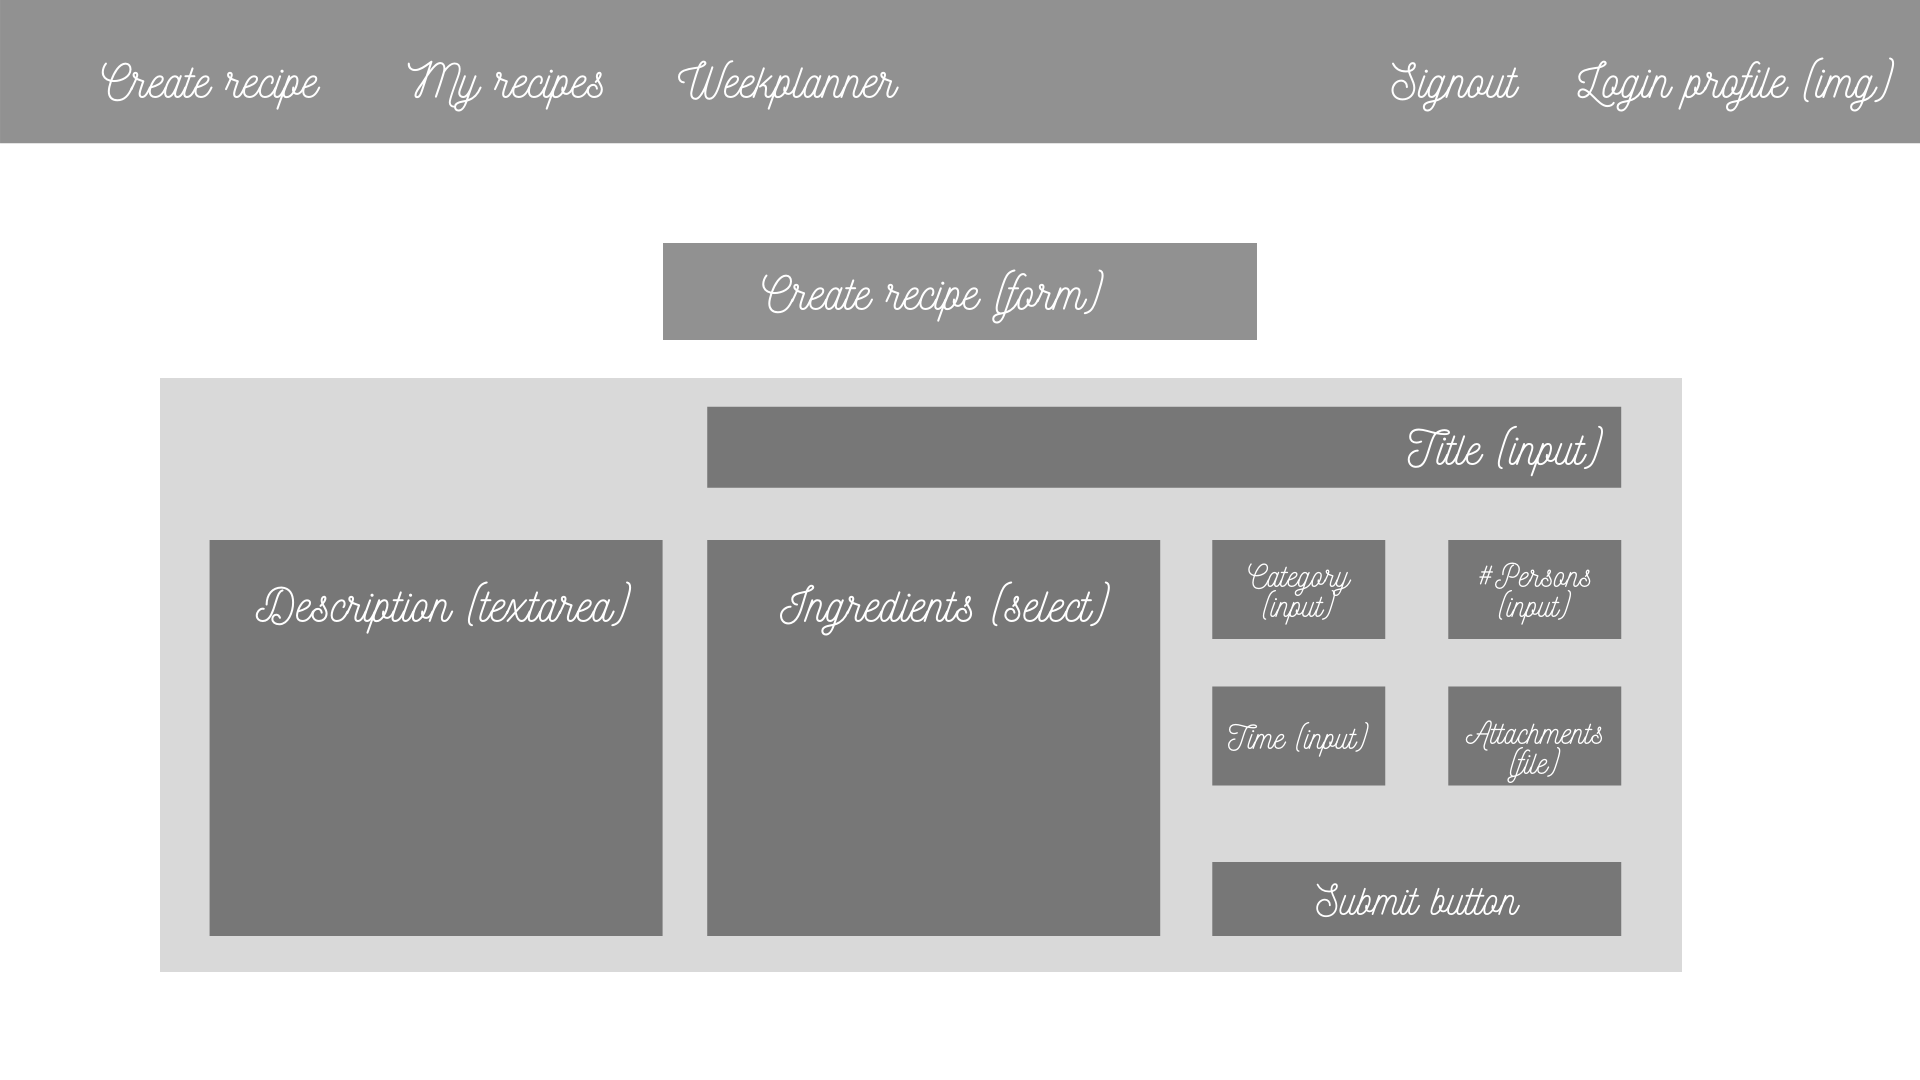 Create recipe My recipes Weekplanner Signout Login profile (img)
Create recipe (form)
Title (input)
Description (textarea)
Ingredients (select)
Category
(input)
#Persons
(input)
Time (input)
Attachments
(file)
Submit button